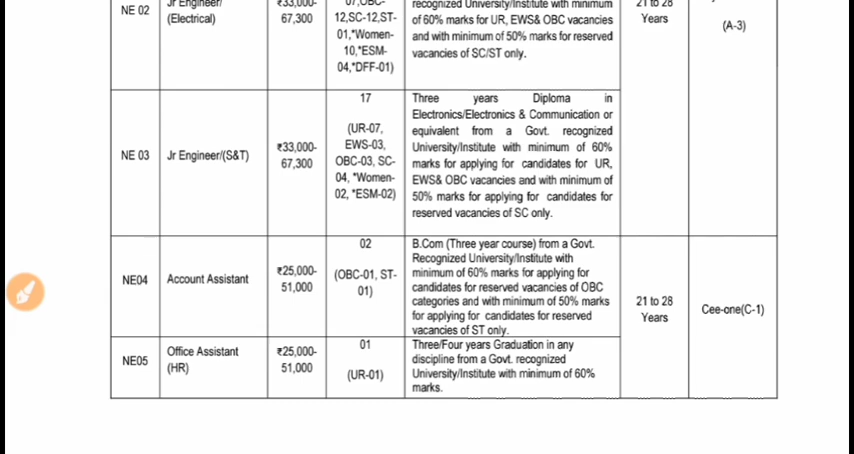 NE 02
Jr Engineer/
(Electrical)
₹33,000-
67,300
07,OBC-
12,SC-12,ST-
01,*Women-
10,*ESM-
04,*DFF-01)
recognized University/Institute with minimum
of 60% marks for UR, EWS& OBC vacancies
and with minimum of 50% marks for reserved
vacancies of SC/ST only.
21 to 28
Years
(A-3)
NE 03
Jr Engineer/(S&T)
₹33,000-
67,300
17
(UR-07,
EWS-03,
OBC-03, SC-
04, *Women-
02, *ESM-02)
Three years Diploma in
Electronics/Electronics & Communication or
equivalent from a Govt. recognized
University/Institute with minimum of 60%
marks for applying for candidates for UR,
EWS& OBC vacancies and with minimum of
50% marks for applying for candidates for
reserved vacancies of SC only.
NE04
Account Assistant
₹25,000-
51,000
02
(OBC-01, ST-
01)
B.Com (Three year course) from a Govt.
Recognized University/Institute with
minimum of 60% marks for applying for
candidates for reserved vacancies of OBC
categories and with minimum of 50% marks
for applying for candidates for reserved
vacancies of ST only.
21 to 28
Years
Cee-one(C-1)
NE05
Office Assistant
(HR)
₹25,000-
51,000
01
(UR-01)
Three/Four years Graduation in any
discipline from a Govt. recognized
University/Institute with minimum of 60%
marks.